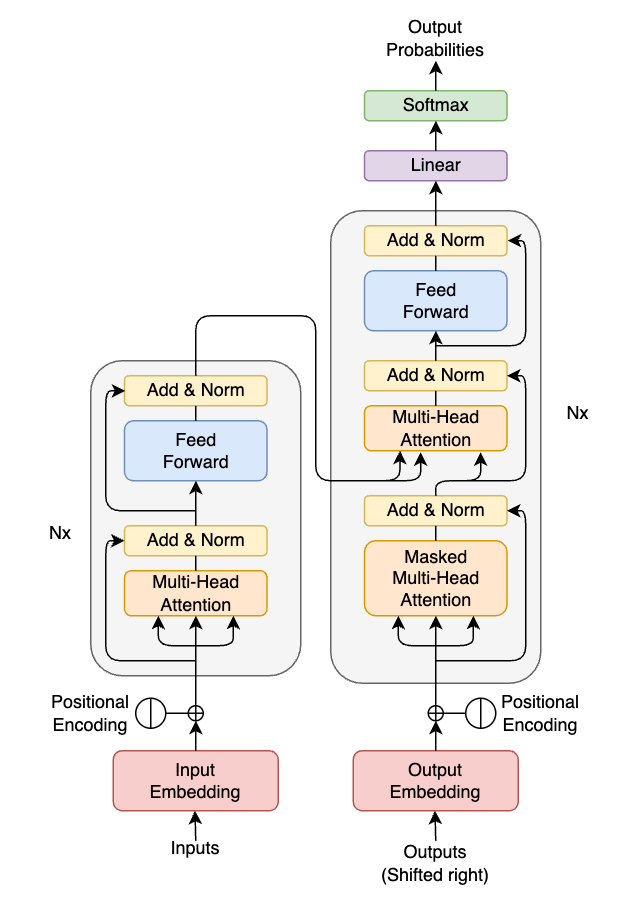 Output
Probabilities
Softmax
Linear
Add & Norm
Feed
Forward
Add & Norm
Multi-Head
Attention
Nx
Add & Norm
Masked
Multi-Head
Attention
Positional
Encoding
Output
Embedding
Outputs
(Shifted right)
Add & Norm
Feed
Forward
Nx
Add & Norm
Multi-Head
Attention
Positional
Encoding
Input
Embedding
Inputs